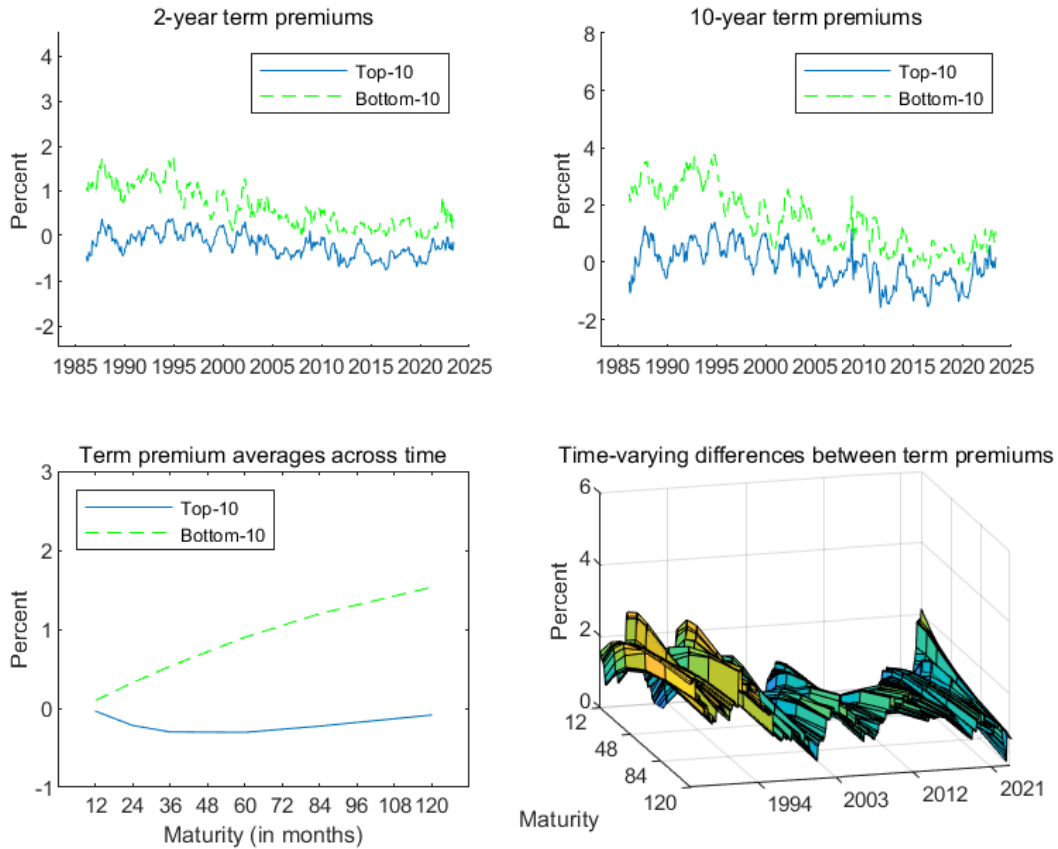 2-year term premiums
4
3
2
1
0
-1
-2
Percent
Top-10
Bottom-10
1985 1990 1995 2000 2005 2010 2015 2020 2025
10-year term premiums
8
6
4
2
0
-2
Percent
Top-10
Bottom-10
1985 1990 1995 2000 2005 2010 2015 2020 2025
Term premium averages across time
3
2
1
0
-1
Percent
Top-10
Bottom-10
12 24 36 48 60 72 84 96 108 120
Maturity (in months)
Time-varying differences between term premiums
6
4
2
0
Percent
12
48
84
120
Maturity
1994
2003
2012
2021